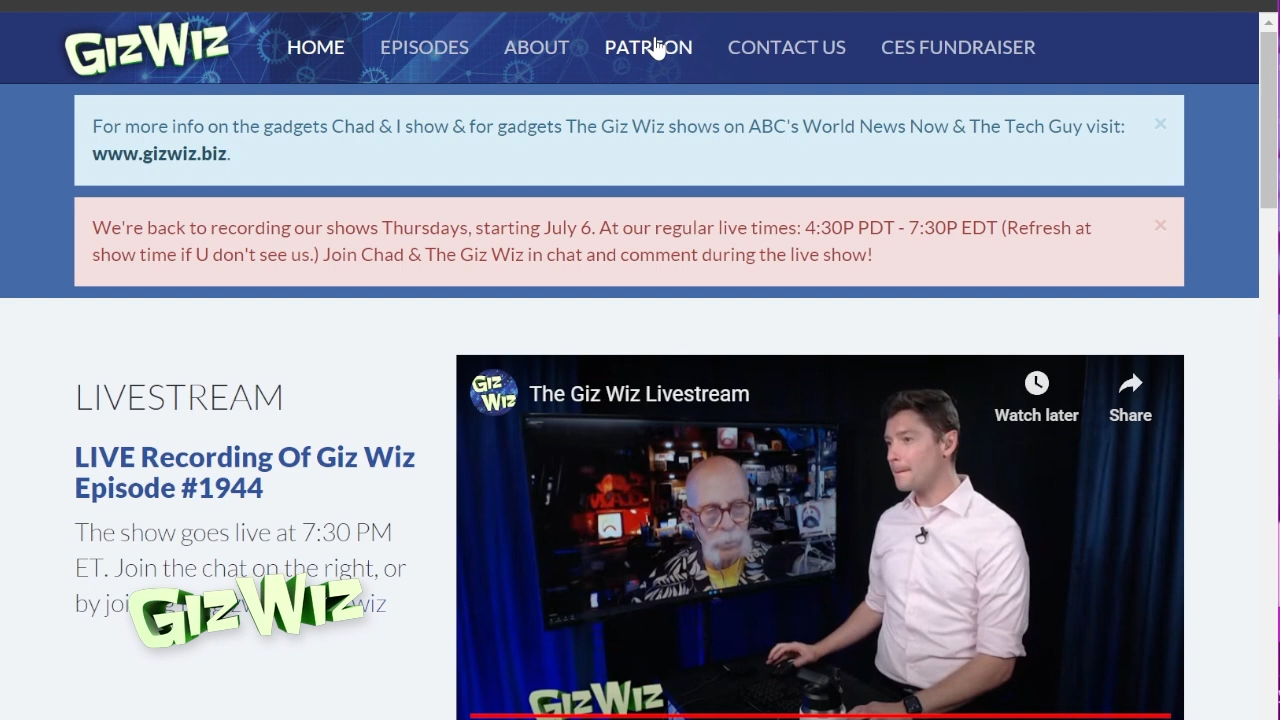 GIZWIZ
HOME EPISODES ABOUT PATREON CONTACT US CES FUNDRAISER
For more info on the gadgets Chad & I show & for gadgets The Giz Wiz shows on ABC's World News Now & The Tech Guy visit:
www.gizwiz.biz.
We're back to recording our shows Thursdays, starting July 6. At our regular live times: 4:30P PDT - 7:30P EDT (Refresh at
show time if U don't see us.) Join Chad & The Giz Wiz in chat and comment during the live show!
LIVESTREAM
LIVE Recording Of Giz Wiz
Episode #1944
The show goes live at 7:30 PM
ET. Join the chat on the right, or
by
wiz
GIZWIZ
GIZ
WIZ
The Giz Wiz Livestream
Watch later
Share
GIZWIZ